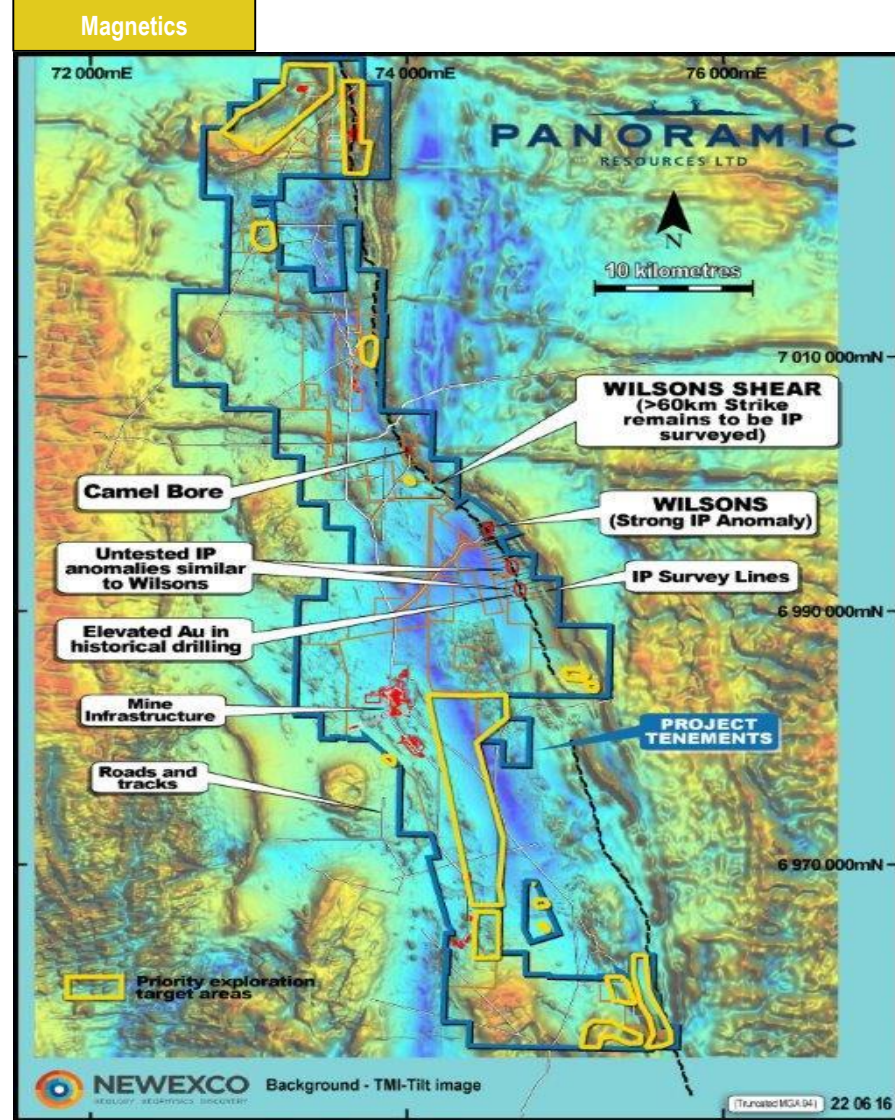 Magnetics
72 000mE
74 000mE
76 000mE
PANORAMIC
RESOURCES LTD
N
10 kilometres
7 010 000mN
WILSONS SHEAR
(>60km Strike
remains to be IP
surveyed)
Camel Bore
WILSONS
(Strong IP Anomaly)
Untested IP
anomalies similar
to Wilsons
IP Survey Lines
6 990 000mN
Elevated Au in
historical drilling
Mine
Infrastructure
PROJECT
TENEMENTS
Roads and
tracks
6 970 000mN
Priority exploration
target areas
NEWEXCO
GEOLOGY GEOPHYSICS DISCOVERY
Background - TMI-Tilt image
(Truncated MGA 94)
22 06 16